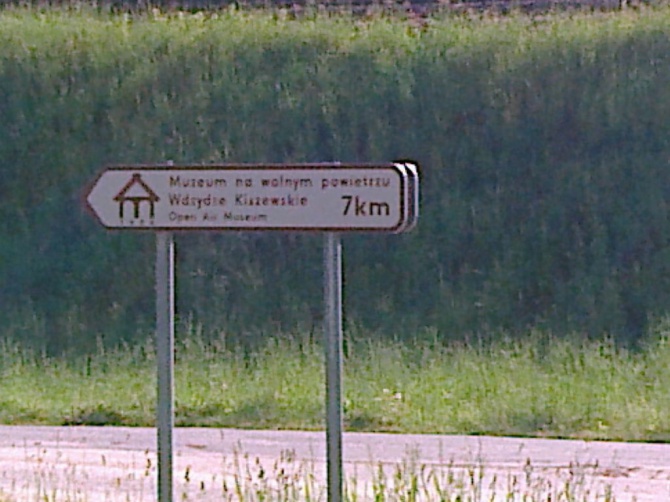 Muzeum na wolnym powietrzu
Wdzydze Kiszewskie
Open Air Museum
7km